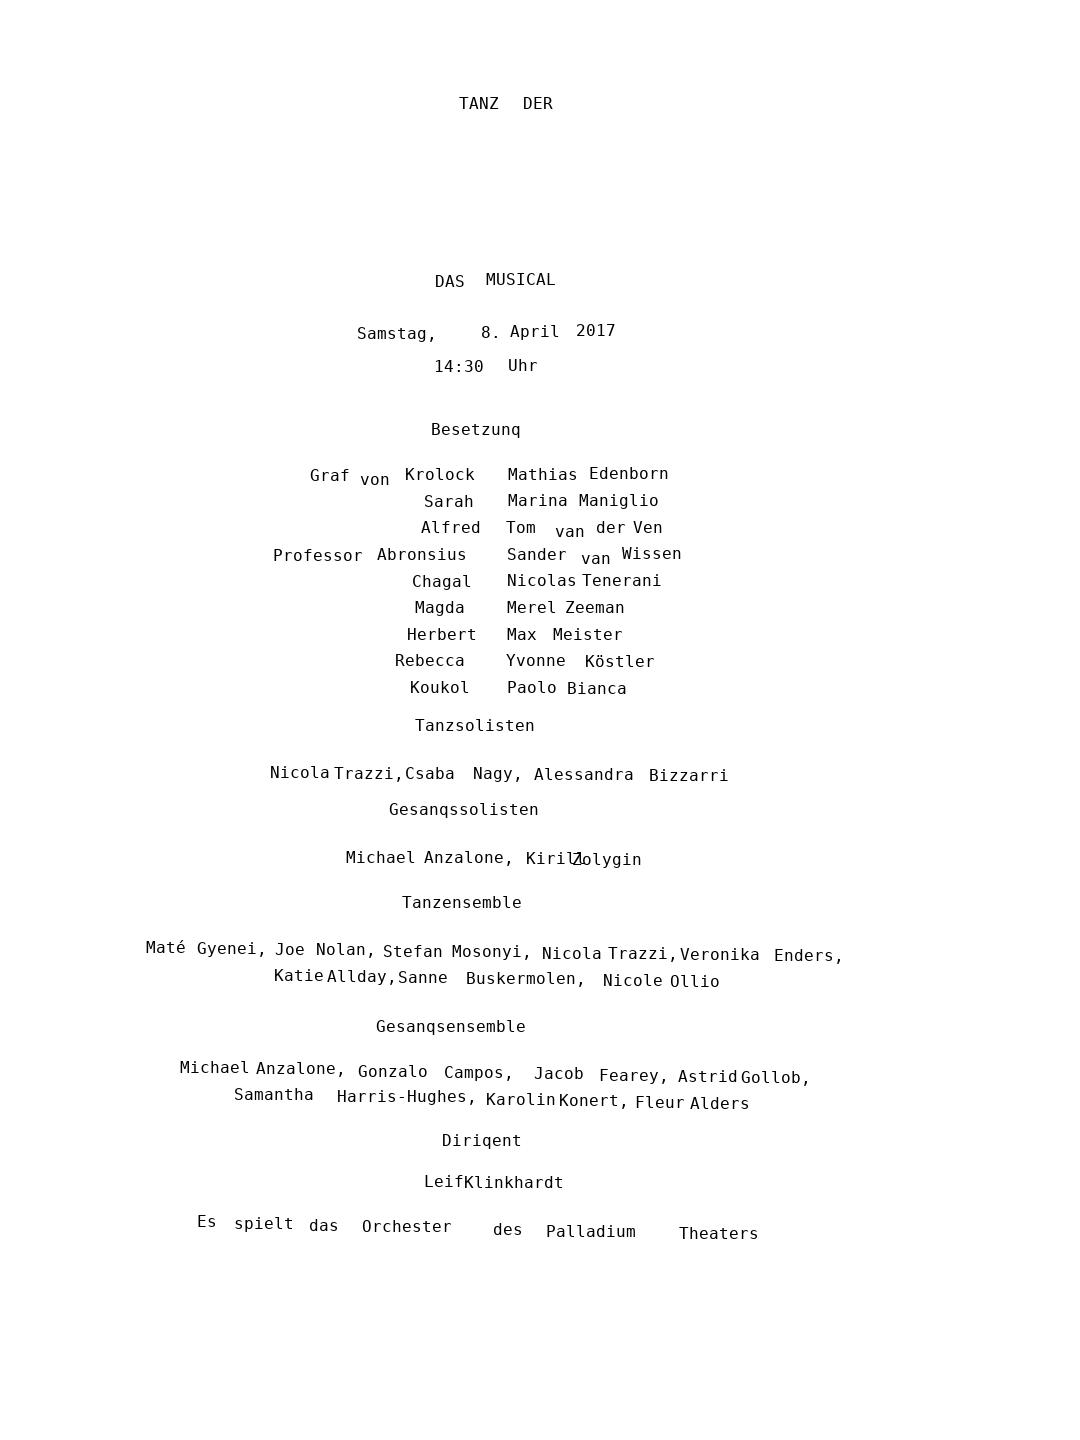 TANZ DER
DAS MUSICAL
Samstag, 8. April 2017
14:30 Uhr
Besetzunq
Graf von Krolock Mathias Edenborn
Sarah Marina Maniglio
Alfred Tom van der Ven
Professor Abronsius Sander van Wissen
Chagal Nicolas Tenerani
Magda Merel Zeeman
Herbert Max Meister
Rebecca Yvonne Köstler
Koukol Paolo Bianca
Tanzsolisten
Nicola Trazzi, Csaba Nagy, Alessandra Bizzarri
Gesanqssolisten
Michael Anzalone, Kirill Zolygin
Tanzensemble
Maté Gyenei, Joe Nolan, Stefan Mosonyi, Nicola Trazzi, Veronika Enders,
Katie Allday, Sanne Buskermolen, Nicole Ollio
Gesanqsensemble
Michael Anzalone, Gonzalo Campos, Jacob Fearey, Astrid Gollob,
Samantha Harris-Hughes, Karolin Konert, Fleur Alders
Diriqent
Leif Klinkhardt
Es spielt das Orchester des Palladium Theaters